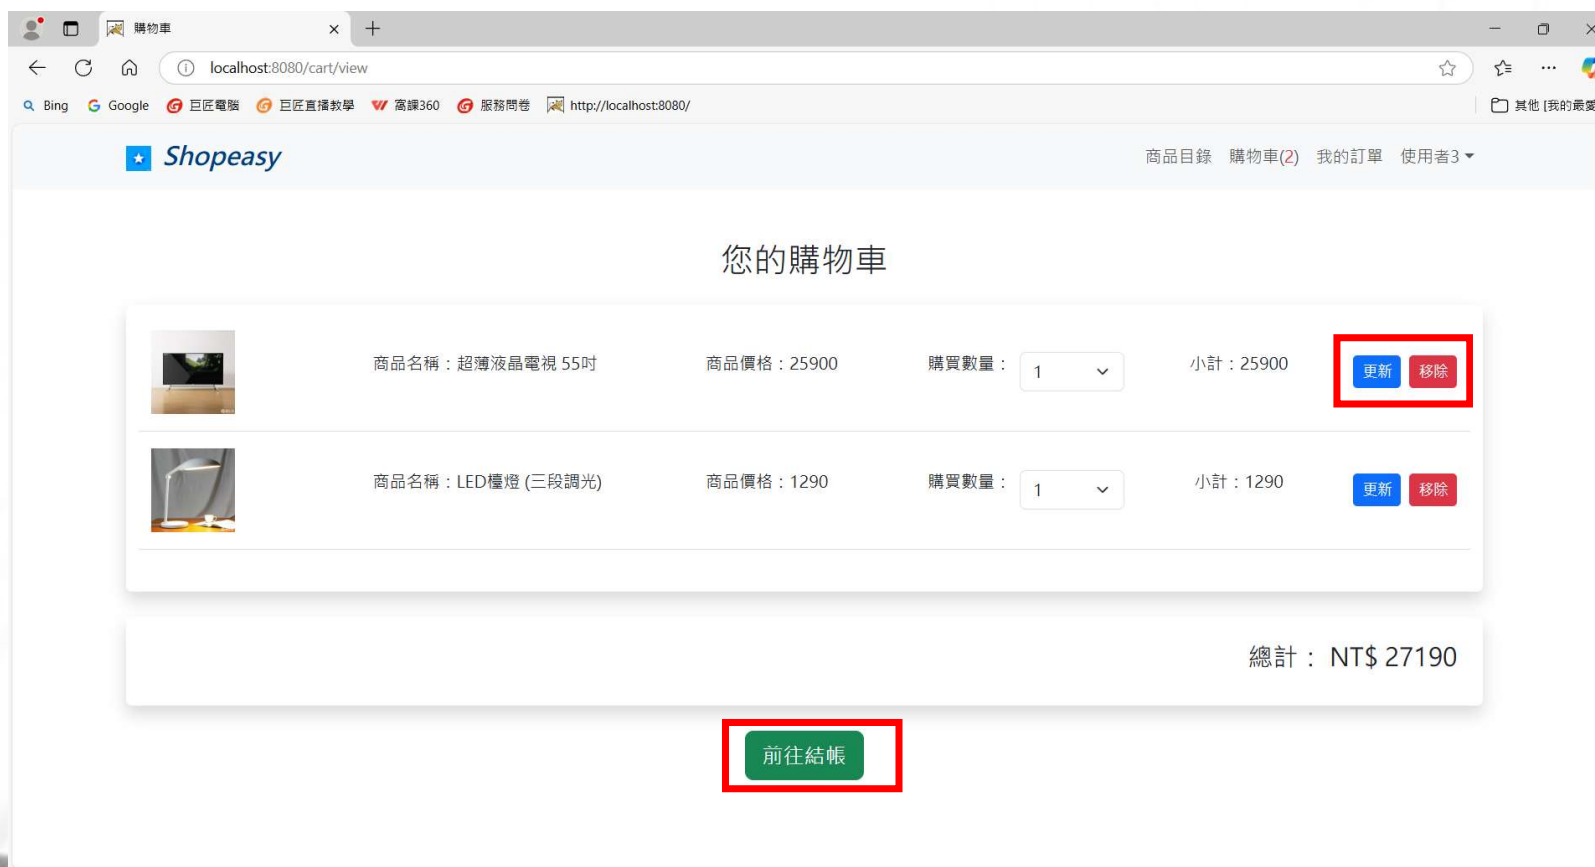 購物車
localhost:8080/cart/view
Bing Google 巨匠電腦 巨匠直播教學 窩課360 服務問卷 http://localhost:8080/ 其他 [我的最愛
Shopeasy 商品目錄 購物車(2) 我的訂單 使用者3
您的購物車
商品名稱：超薄液晶電視 55吋 商品價格：25900 購買數量： 1 小計：25900 更新 移除
商品名稱：LED檯燈 (三段調光) 商品價格：1290 購買數量： 1 小計：1290 更新 移除
總計： NT$ 27190
前往結帳